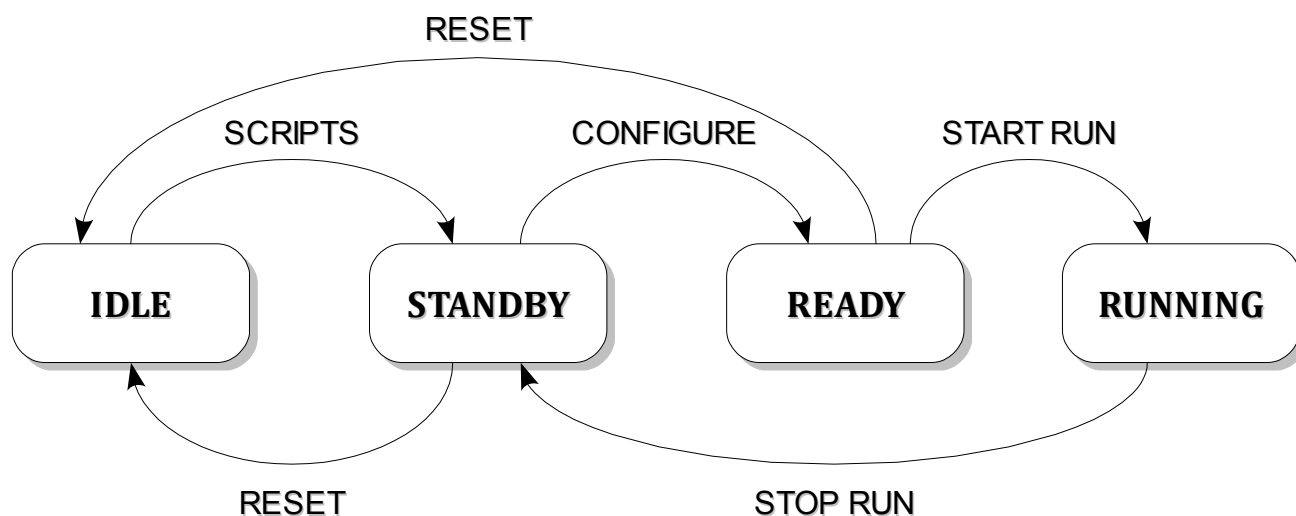 RESET
SCRIPTS
CONFIGURE
START RUN
IDLE
STANDBY
READY
RUNNING
RESET
STOP RUN